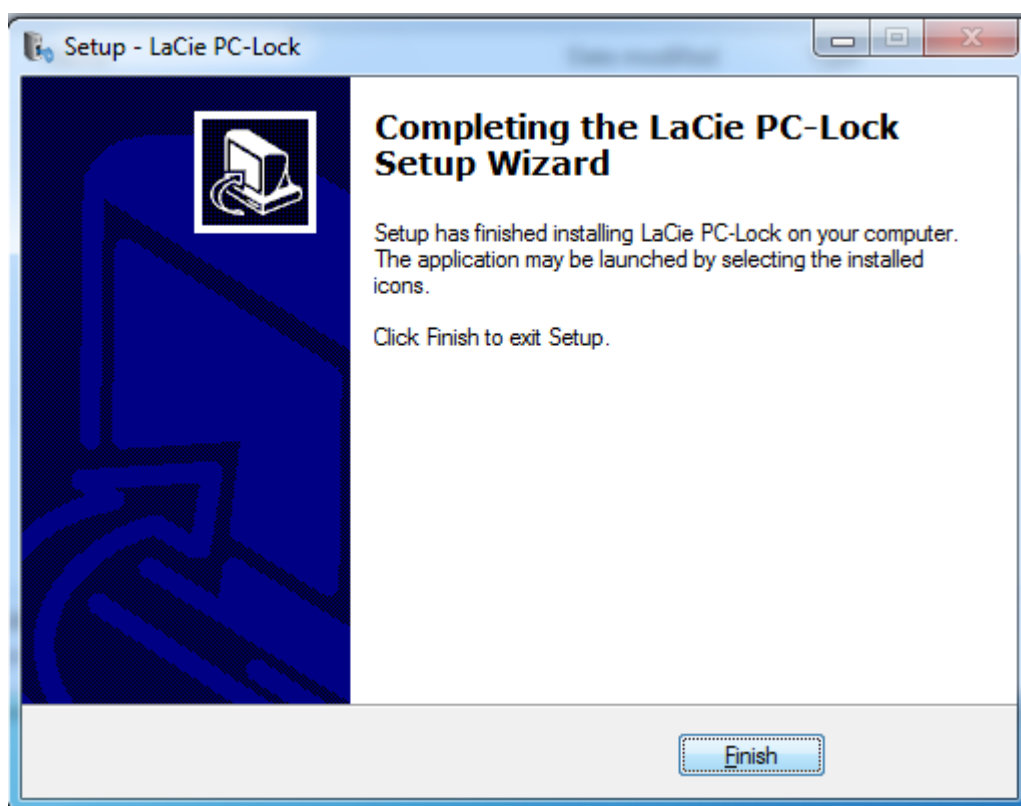 Setup - LaCie PC-Lock
Completing the LaCie PC-Lock
Setup Wizard
Setup has finished installing LaCie PC-Lock on your computer.
The application may be launched by selecting the installed
icons.
Click Finish to exit Setup.
Finish